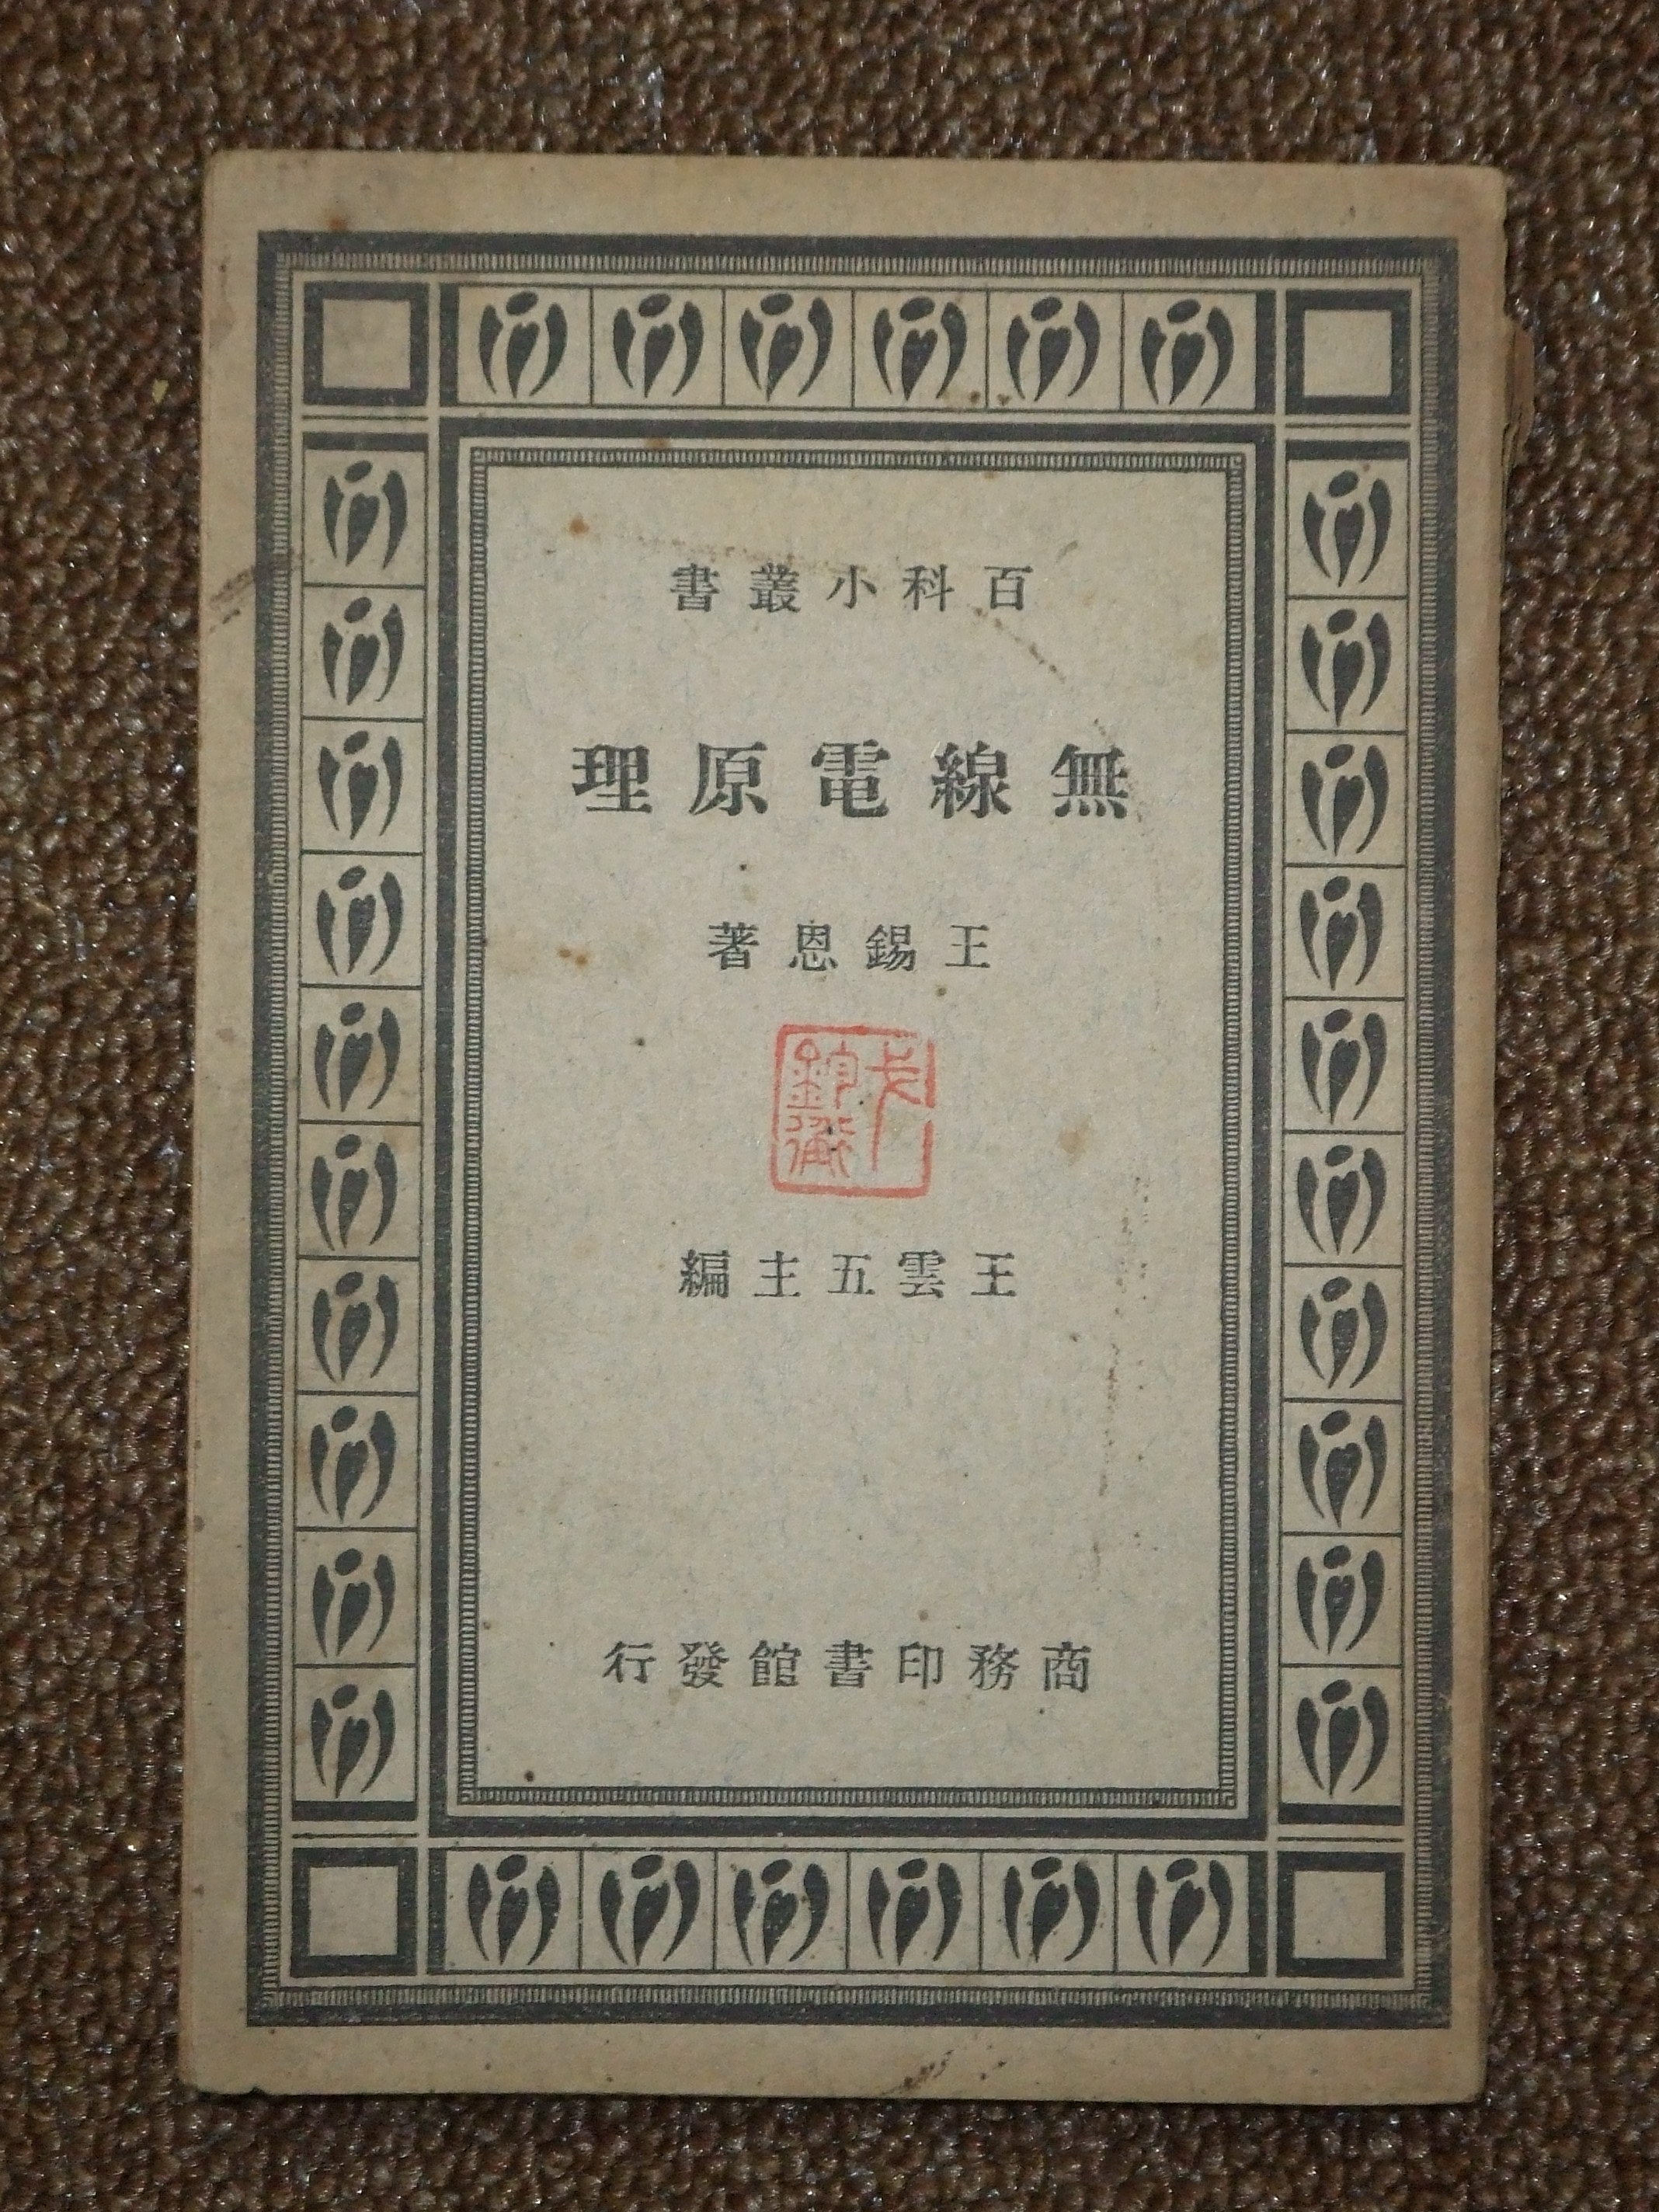 百科小叢書
無線電原理
王錫恩著
王雲五主編
商務印書館發行